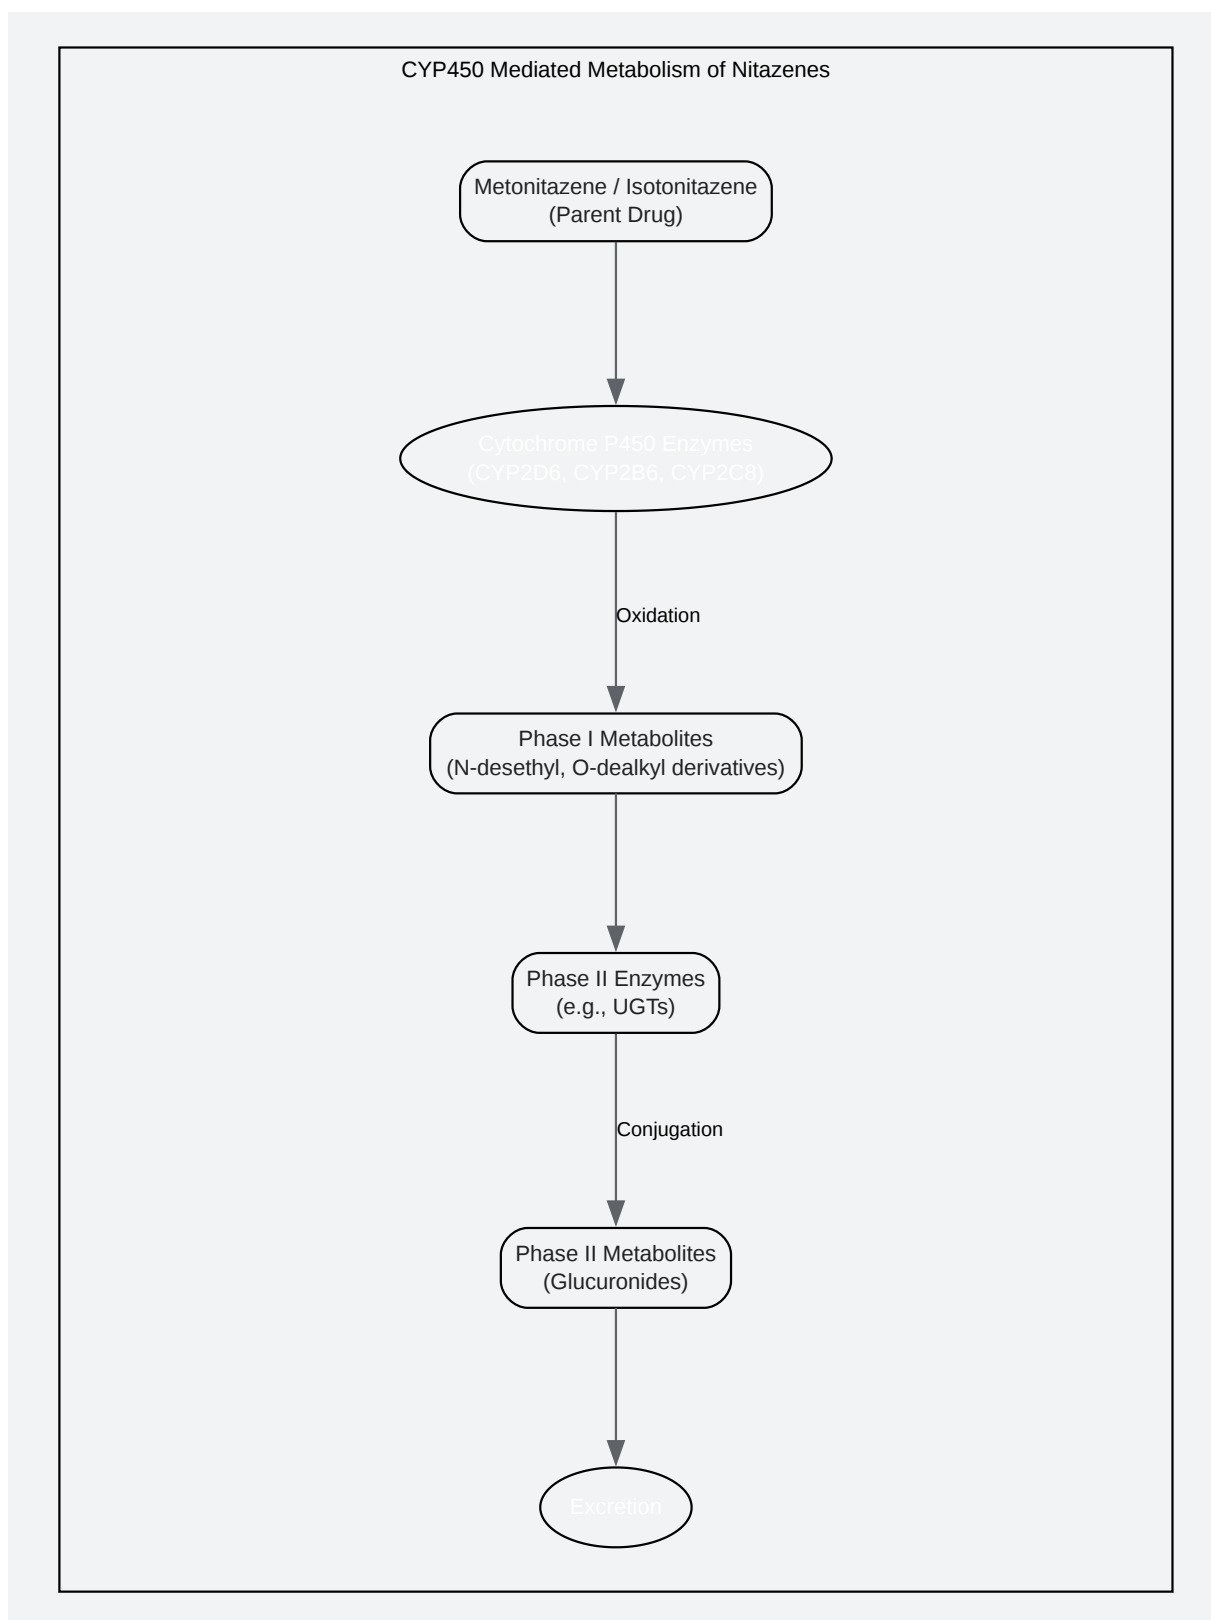 CYP450 Mediated Metabolism of Nitazenes
Metonitazene / Isotonitazene
(Parent Drug)
Cytochrome P450 Enzymes
(CYP2D6, CYP2B6, CYP2C8)
Oxidation
Phase I Metabolites
(N-desethyl, O-dealkyl derivatives)
Phase II Enzymes
(e.g., UGTs)
Conjugation
Phase II Metabolites
(Glucuronides)
Excretion